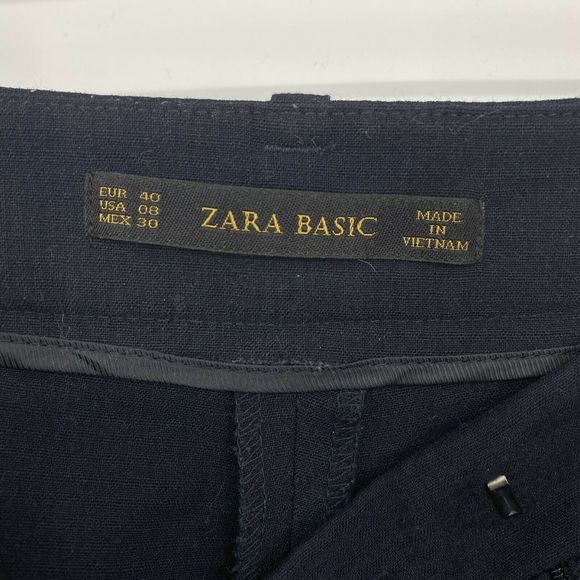 EUR 40
USA 08
MEX 30
ZARA BASIC
MADE
IN
VIETNAM